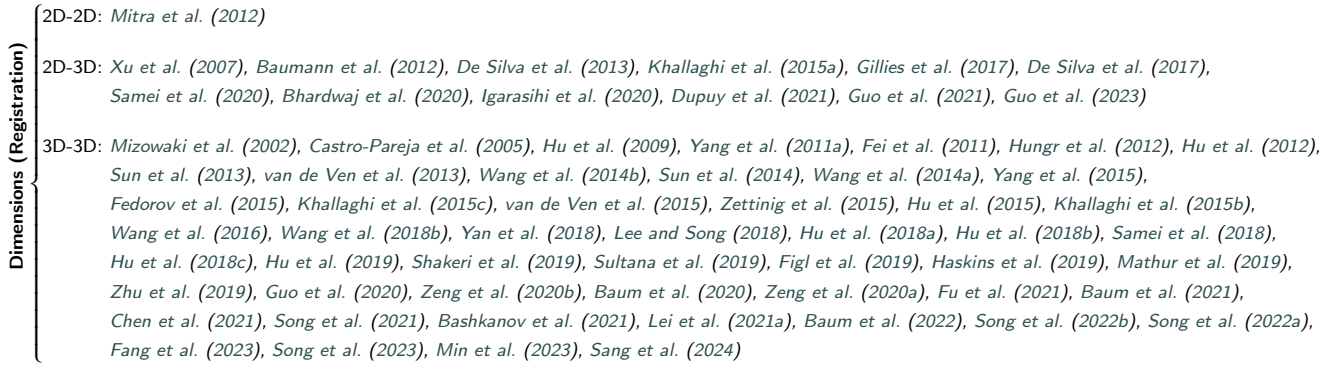 Dimensions (Registration)
2D-2D: Mitra et al. (2012)
2D-3D: Xu et al. (2007), Baumann et al. (2012), De Silva et al. (2013), Khallaghi et al. (2015a), Gillies et al. (2017), De Silva et al. (2017),
Samei et al. (2020), Bhardwaj et al. (2020), Igarasihi et al. (2020), Dupuy et al. (2021), Guo et al. (2021), Guo et al. (2023)
3D-3D: Mizowaki et al. (2002), Castro-Pareja et al. (2005), Hu et al. (2009), Yang et al. (2011a), Fei et al. (2011), Hungr et al. (2012), Hu et al. (2012),
Sun et al. (2013), van de Ven et al. (2013), Wang et al. (2014b), Sun et al. (2014), Wang et al. (2014a), Yang et al. (2015),
Fedorov et al. (2015), Khallaghi et al. (2015c), van de Ven et al. (2015), Zettinig et al. (2015), Hu et al. (2015), Khallaghi et al. (2015b),
Wang et al. (2016), Wang et al. (2018b), Yan et al. (2018), Lee and Song (2018), Hu et al. (2018a), Hu et al. (2018b), Samei et al. (2018),
Hu et al. (2018c), Hu et al. (2019), Shakeri et al. (2019), Sultana et al. (2019), Figl et al. (2019), Haskins et al. (2019), Mathur et al. (2019),
Zhu et al. (2019), Guo et al. (2020), Zeng et al. (2020b), Baum et al. (2020), Zeng et al. (2020a), Fu et al. (2021), Baum et al. (2021),
Chen et al. (2021), Song et al. (2021), Bashkanov et al. (2021), Lei et al. (2021a), Baum et al. (2022), Song et al. (2022b), Song et al. (2022a),
Fang et al. (2023), Song et al. (2023), Min et al. (2023), Sang et al. (2024)